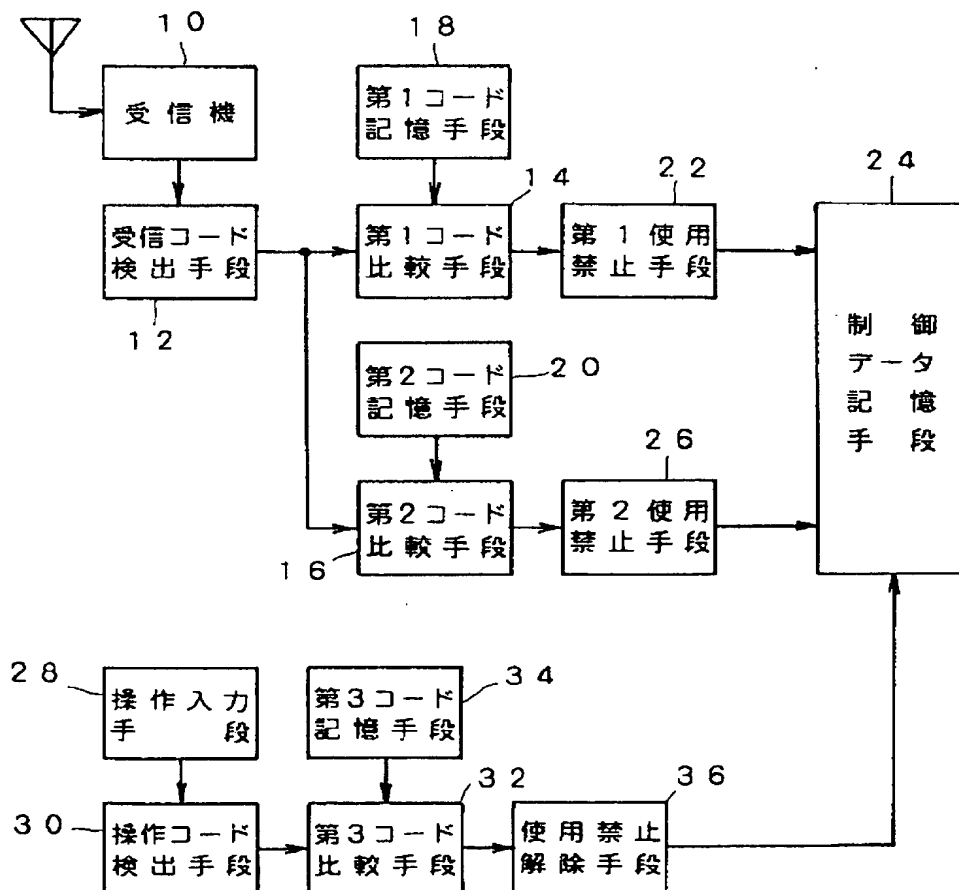 10
受信機
受信コード
検出手段
12
18
第1コード
記憶手段
14
第1コード
比較手段
22
第1使用
禁止手段
24
制御
データ
記憶
手段
第2コード
記憶手段
20
第2コード
比較手段
16
26
第2使用
禁止手段
28
操作入力
手段
第3コード
記憶手段
34
30
操作コード
検出手段
第3コード
比較手段
32
使用禁止
解除手段
36